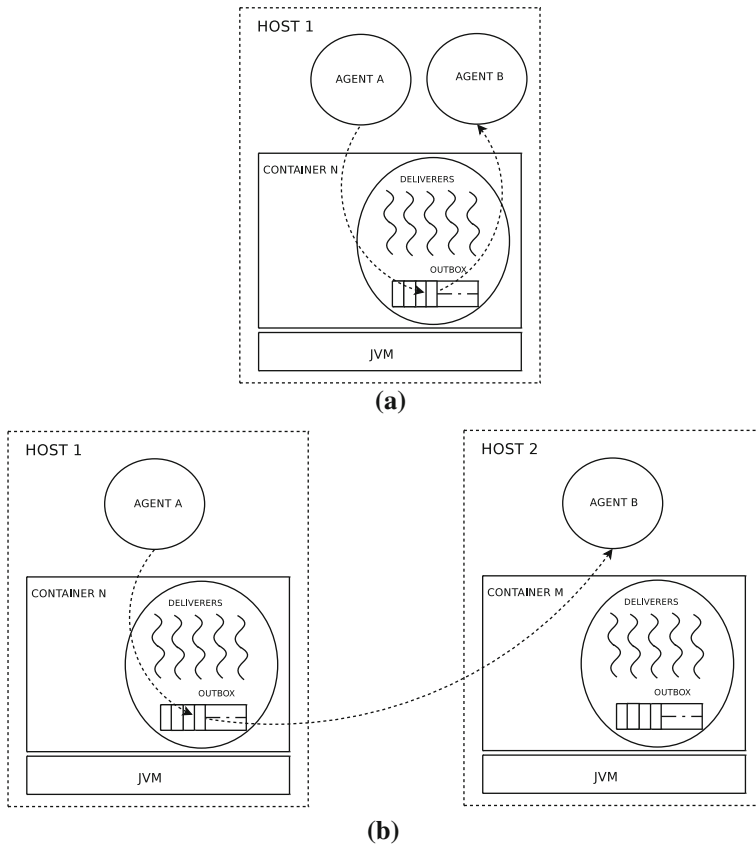 HOST 1
AGENT A
AGENT B
CONTAINER N
DELIVERERS
OUTBOX
JVM
(a)
HOST 1
AGENT A
CONTAINER N
DELIVERERS
OUTBOX
JVM
HOST 2
AGENT B
CONTAINER M
DELIVERERS
OUTBOX
JVM
(b)